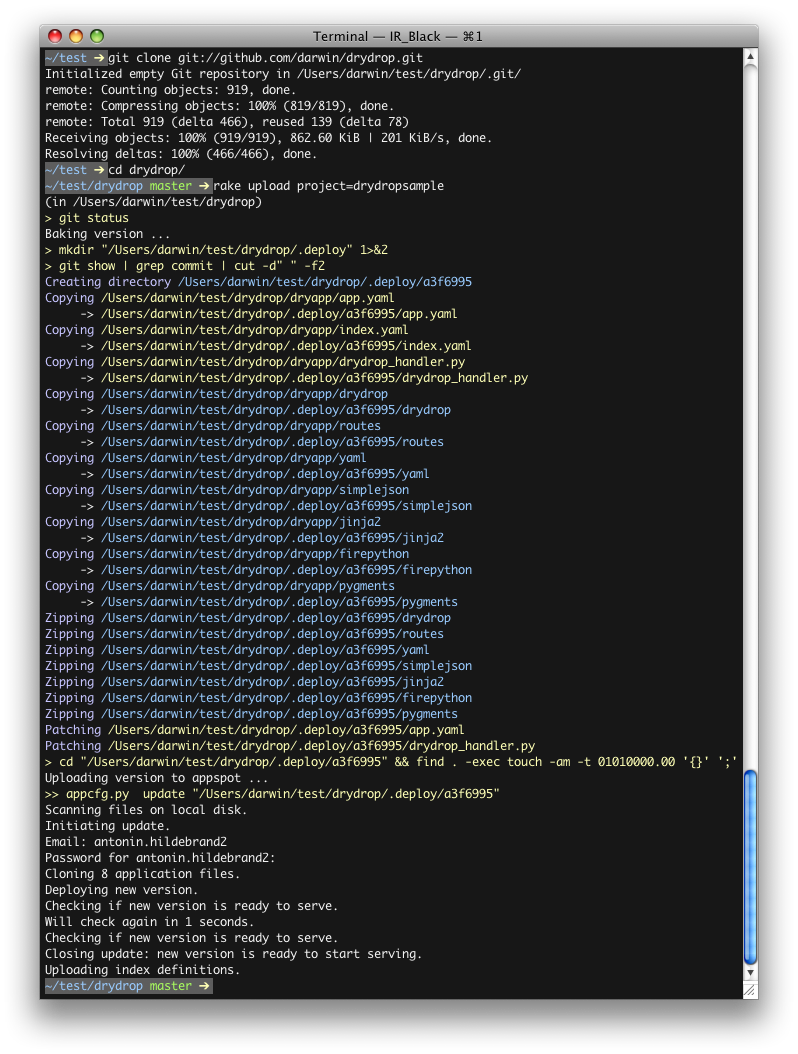 Terminal — IR_Black — ⌘1
~/test ➔ git clone git://github.com/darwin/drydrop.git
Initialized empty Git repository in /Users/darwin/test/drydrop/.git/
remote: Counting objects: 919, done.
remote: Compressing objects: 100% (819/819), done.
remote: Total 919 (delta 466), reused 139 (delta 78)
Receiving objects: 100% (919/919), 862.60 KiB | 201 KiB/s, done.
Resolving deltas: 100% (466/466), done.
~/test ➔ cd drydrop/
~/test/drydrop master ➔ rake upload project=drydropsample
(in /Users/darwin/test/drydrop)
> git status
Baking version ...
> mkdir "/Users/darwin/test/drydrop/.deploy" 1>&2
> git show | grep commit | cut -d" " -f2
Creating directory /Users/darwin/test/drydrop/.deploy/a3f6995
Copying /Users/darwin/test/drydrop/dryapp/app.yaml
-> /Users/darwin/test/drydrop/.deploy/a3f6995/app.yaml
Copying /Users/darwin/test/drydrop/dryapp/index.yaml
-> /Users/darwin/test/drydrop/.deploy/a3f6995/index.yaml
Copying /Users/darwin/test/drydrop/dryapp/drydrop_handler.py
-> /Users/darwin/test/drydrop/.deploy/a3f6995/drydrop_handler.py
Copying /Users/darwin/test/drydrop/dryapp/drydrop
-> /Users/darwin/test/drydrop/.deploy/a3f6995/drydrop
Copying /Users/darwin/test/drydrop/dryapp/routes
-> /Users/darwin/test/drydrop/.deploy/a3f6995/routes
Copying /Users/darwin/test/drydrop/dryapp/yaml
-> /Users/darwin/test/drydrop/.deploy/a3f6995/yaml
Copying /Users/darwin/test/drydrop/dryapp/simplejson
-> /Users/darwin/test/drydrop/.deploy/a3f6995/simplejson
Copying /Users/darwin/test/drydrop/dryapp/jinja2
-> /Users/darwin/test/drydrop/.deploy/a3f6995/jinja2
Copying /Users/darwin/test/drydrop/dryapp/firepython
-> /Users/darwin/test/drydrop/.deploy/a3f6995/firepython
Copying /Users/darwin/test/drydrop/dryapp/pygments
-> /Users/darwin/test/drydrop/.deploy/a3f6995/pygments
Zipping /Users/darwin/test/drydrop/.deploy/a3f6995/drydrop
Zipping /Users/darwin/test/drydrop/.deploy/a3f6995/routes
Zipping /Users/darwin/test/drydrop/.deploy/a3f6995/yaml
Zipping /Users/darwin/test/drydrop/.deploy/a3f6995/simplejson
Zipping /Users/darwin/test/drydrop/.deploy/a3f6995/jinja2
Zipping /Users/darwin/test/drydrop/.deploy/a3f6995/firepython
Zipping /Users/darwin/test/drydrop/.deploy/a3f6995/pygments
Patching /Users/darwin/test/drydrop/.deploy/a3f6995/app.yaml
Patching /Users/darwin/test/drydrop/.deploy/a3f6995/drydrop_handler.py
> cd "/Users/darwin/test/drydrop/.deploy/a3f6995" && find . -exec touch -am -t 01010000.00 '{}' ';'
Uploading version to appspot ...
>> appcfg.py  update "/Users/darwin/test/drydrop/.deploy/a3f6995"
Scanning files on local disk.
Initiating update.
Email: antonin.hildebrand2
Password for antonin.hildebrand2:
Cloning 8 application files.
Deploying new version.
Checking if new version is ready to serve.
Will check again in 1 seconds.
Checking if new version is ready to serve.
Closing update: new version is ready to start serving.
Uploading index definitions.
~/test/drydrop master ➔